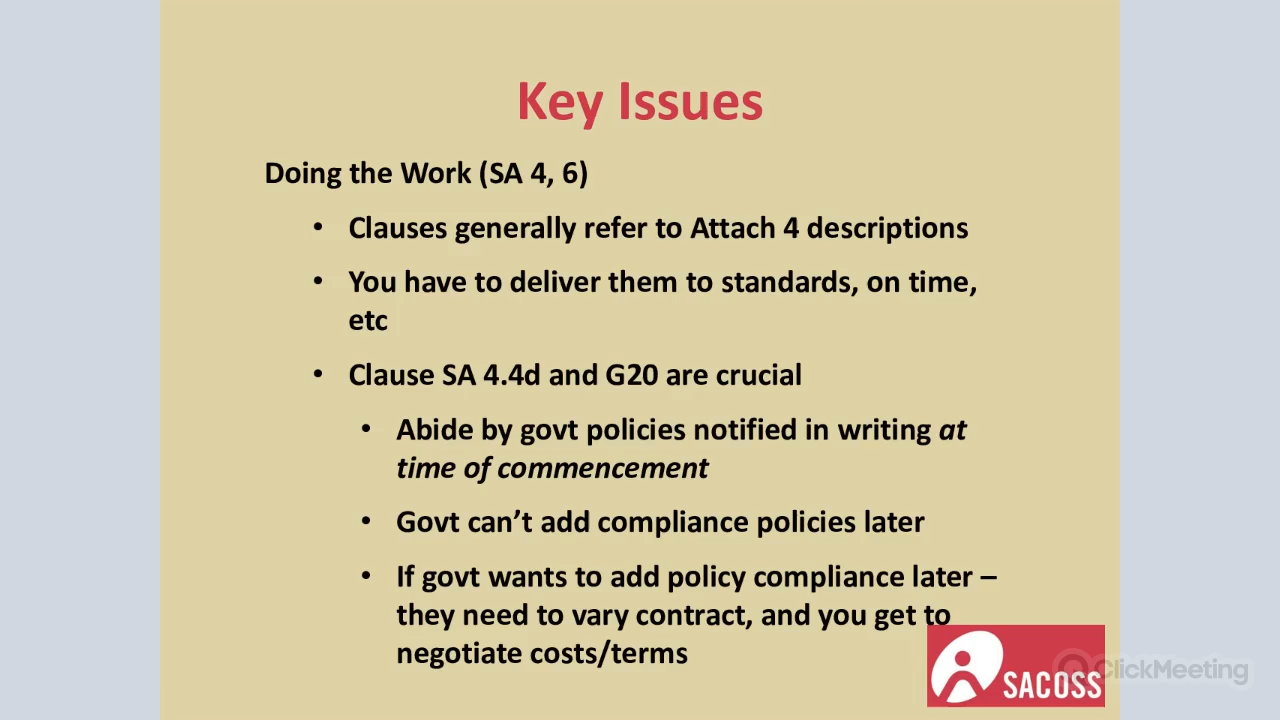 Key Issues
Doing the Work (SA 4, 6)
• Clauses generally refer to Attach 4 descriptions
• You have to deliver them to standards, on time,
etc
• Clause SA 4.4d and G20 are crucial
• Abide by govt policies notified in writing at
time of commencement
• Govt can’t add compliance policies later
• If govt wants to add policy compliance later –
they need to vary contract, and you get to
negotiate costs/terms
SACOSS
ClickMeeting